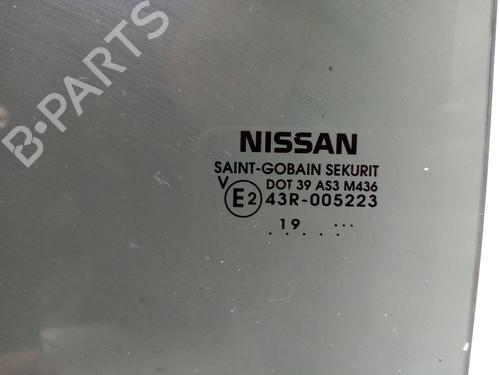 B-PARTS
NISSAN
SAINT-GOBAIN SEKURIT
DOT 39 AS3 M436
V E2 43R-005223
. 19 ...
. . . . .